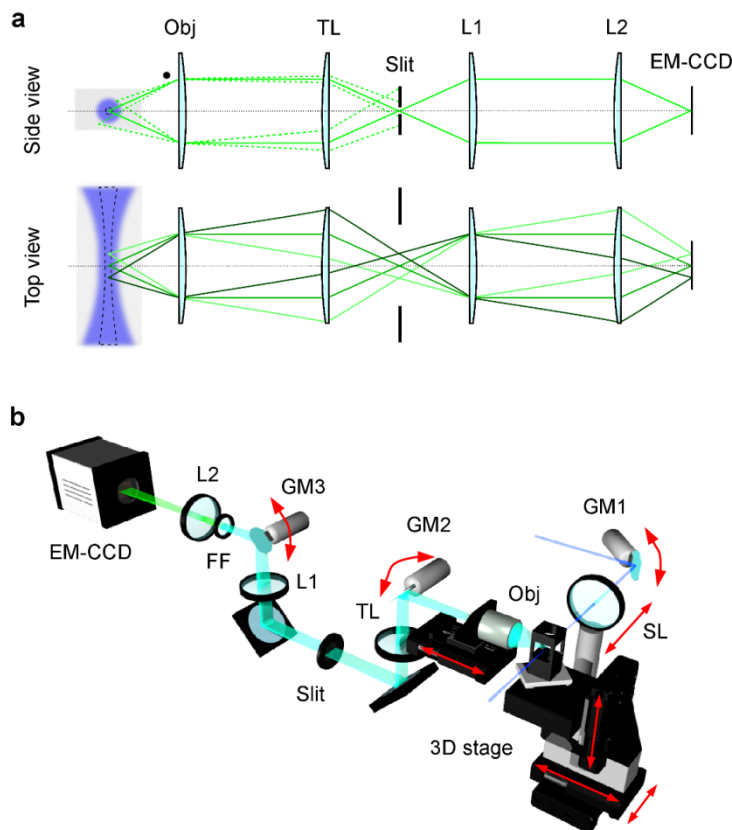 a
Obj
TL
L1
L2
Slit
EM-CCD
Side view
Top view
b
L2
GM3
GM1
EM-CCD
FF
GM2
L1
Obj
TL
SL
Slit
3D stage